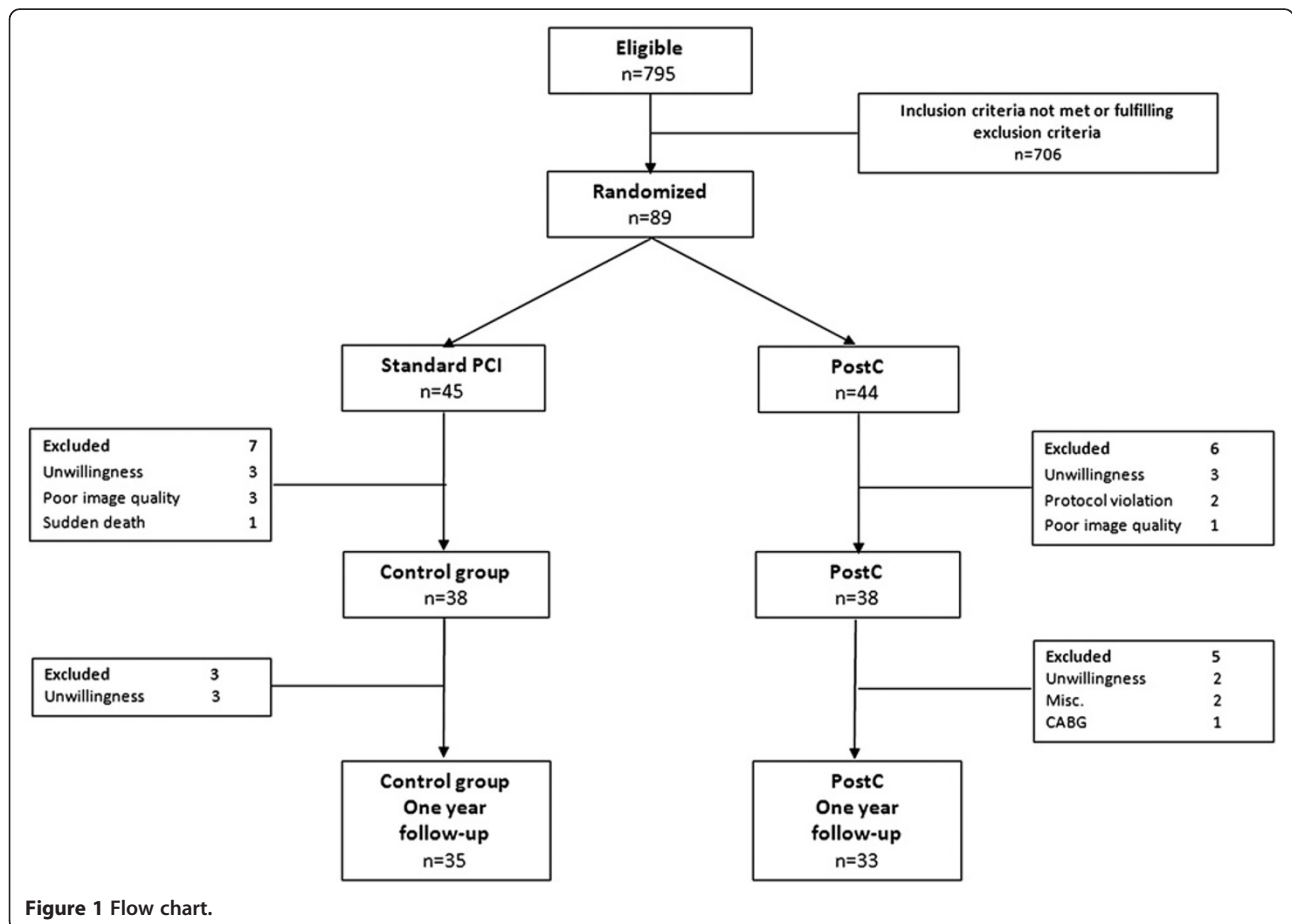 Eligible
n=795
Inclusion criteria not met or fulfilling
exclusion criteria
n=706
Randomized
n=89
Standard PCI
n=45
PostC
n=44
Excluded 7
Unwillingness 3
Poor image quality 3
Sudden death 1
Excluded 6
Unwillingness 3
Protocol violation 2
Poor image quality 1
Control group
n=38
PostC
n=38
Excluded 3
Unwillingness 3
Excluded 5
Unwillingness 2
Misc. 2
CABG 1
Control group
One year
follow-up
n=35
PostC
One year
follow-up
n=33
Figure 1 Flow chart.